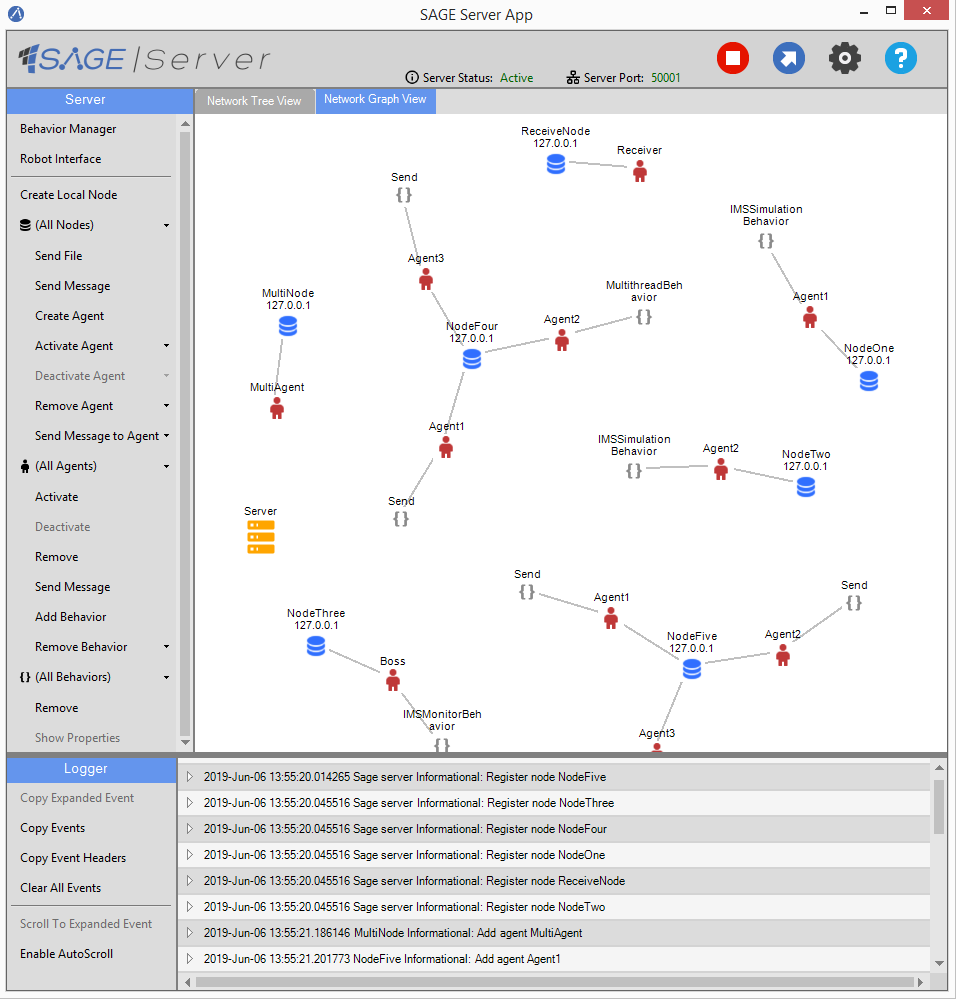 SAGE Server App
SAGE|Server
Server Status: Active
Server Port: 50001
?
Server
Behavior Manager
Robot Interface
Create Local Node
(All Nodes)
Send File
Send Message
Create Agent
Activate Agent
Deactivate Agent
Remove Agent
Send Message to Agent
(All Agents)
Activate
Deactivate
Remove
Send Message
Add Behavior
Remove Behavior
{} (All Behaviors)
Remove
Show Properties
Network Tree View
Network Graph View
ReceiveNode
127.0.0.1
Receiver
Send
{}
IMSSimulation
Behavior
{}
Agent3
MultiNode
127.0.0.1
MultithreadBeh
avior
{}
Agent1
NodeFour
127.0.0.1
Agent2
NodeOne
127.0.0.1
MultiAgent
Agent1
IMSSimulation
Behavior
{}
Agent2
NodeTwo
127.0.0.1
Send
{}
Server
Send
{}
Send
{}
Agent1
NodeThree
127.0.0.1
NodeFive
127.0.0.1
Agent2
Boss
IMSMonitorBeh
avior
{}
Agent3
Logger
Copy Expanded Event
Copy Events
Copy Event Headers
Clear All Events
Scroll To Expanded Event
Enable AutoScroll
2019-Jun-06 13:55:20.014265 Sage server Informational: Register node NodeFive
2019-Jun-06 13:55:20.045516 Sage server Informational: Register node NodeThree
2019-Jun-06 13:55:20.045516 Sage server Informational: Register node NodeFour
2019-Jun-06 13:55:20.045516 Sage server Informational: Register node NodeOne
2019-Jun-06 13:55:20.045516 Sage server Informational: Register node ReceiveNode
2019-Jun-06 13:55:20.045516 Sage server Informational: Register node NodeTwo
2019-Jun-06 13:55:21.186146 MultiNode Informational: Add agent MultiAgent
2019-Jun-06 13:55:21.201773 NodeFive Informational: Add agent Agent1